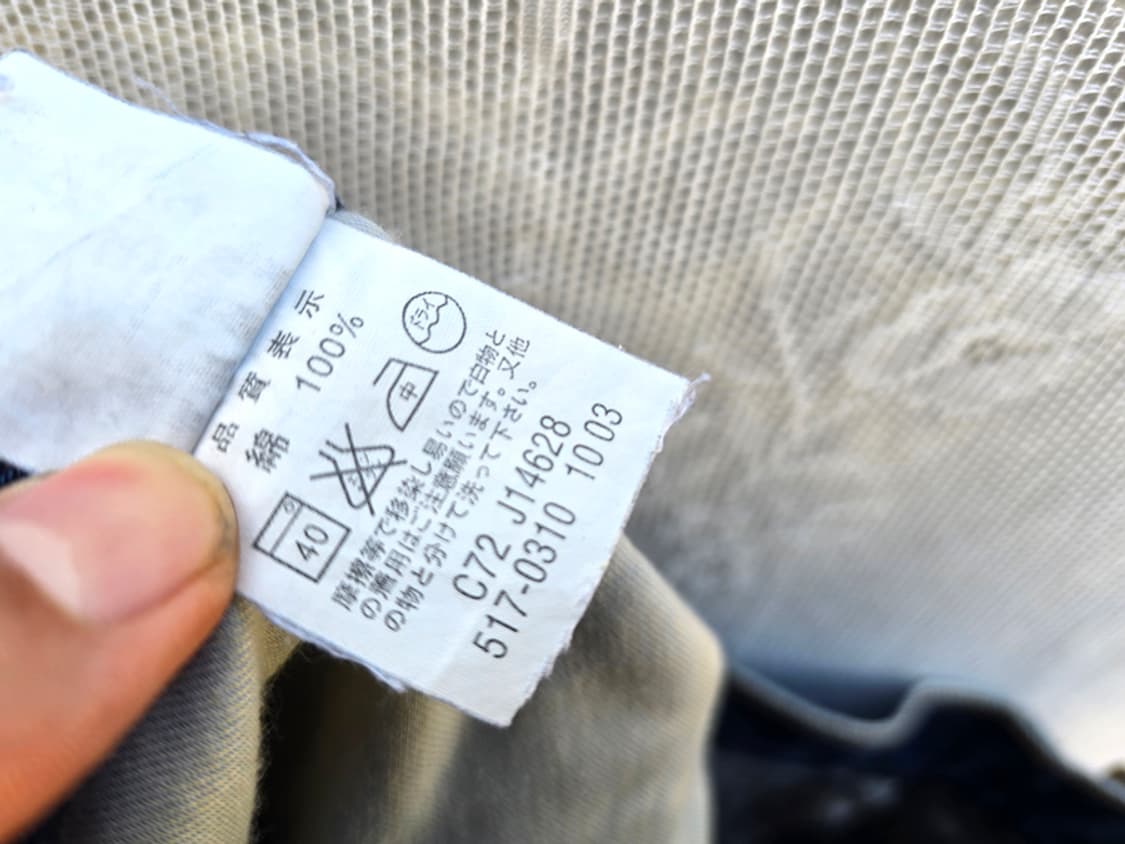 品質表示
綿 100%
40
中
ドライ
摩擦等で移染し易いので白物と
の着用はご注意願います。又他
の物と分けて洗って下さい。
C72 J14628
517-0310 10 03